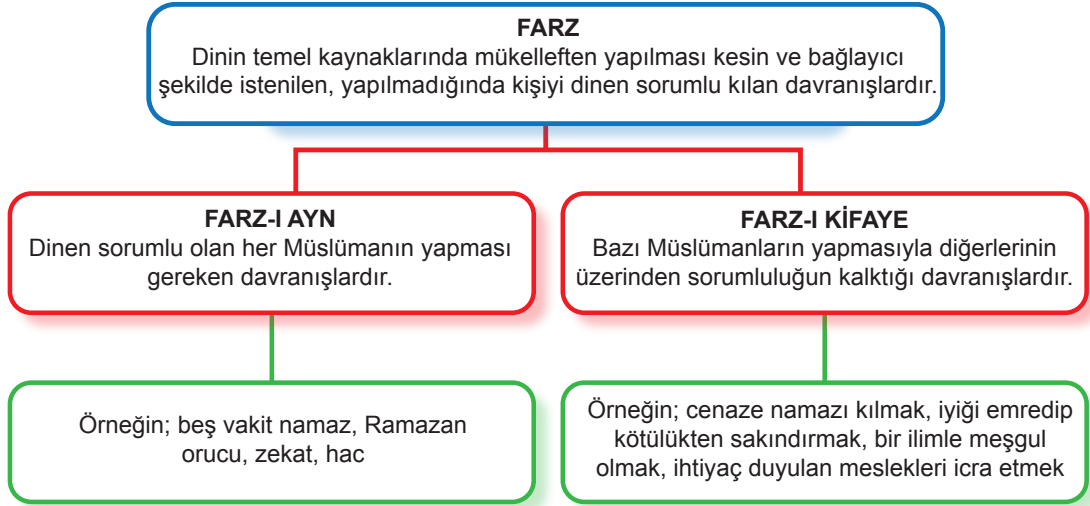 FARZ
Dinin temel kaynaklarında mükelleften yapılması kesin ve bağlayıcı
şekilde istenilen, yapılmadığında kişiyi dinen sorumlu kılan davranışlardır.
FARZ-I AYN
Dinen sorumlu olan her Müslümanın yapması
gereken davranışlardır.
FARZ-I KİFAYE
Bazı Müslümanların yapmasıyla diğerlerinin
üzerinden sorumluluğun kalktığı davranışlardır.
Örneğin; beş vakit namaz, Ramazan
orucu, zekat, hac
Örneğin; cenaze namazı kılmak, iyiği emredip
kötülükten sakındırmak, bir ilimle meşgul
olmak, ihtiyaç duyulan meslekleri icra etmek